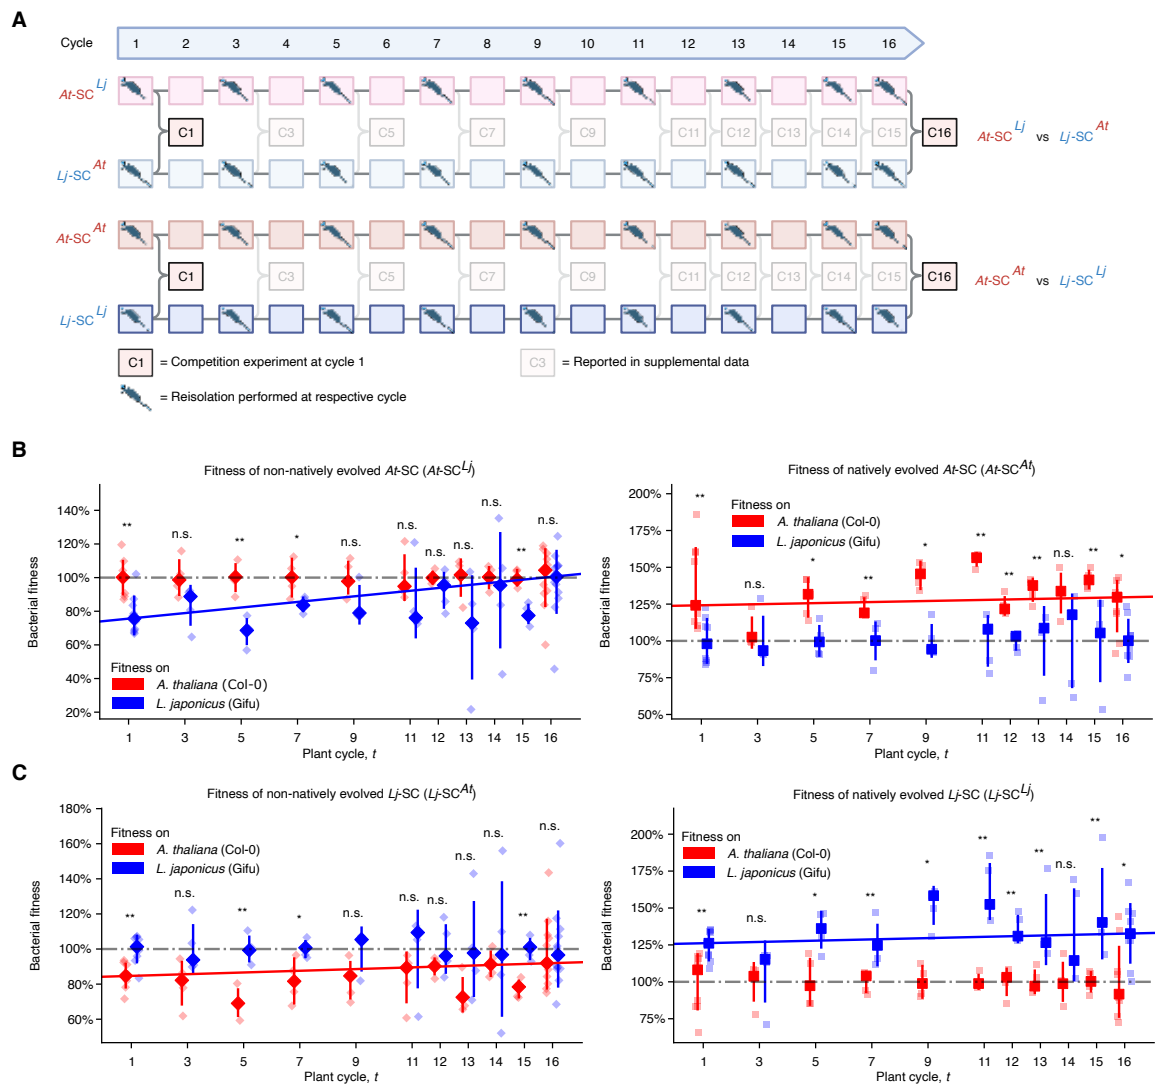 A
Cycle 1 2 3 4 5 6 7 8 9 10 11 12 13 14 15 16
At-SC Lj
C1 C3 C5 C7 C9 C11 C12 C13 C14 C15 C16
At-SC Lj vs Lj-SC At
Lj-SC At
At-SC At
C1 C3 C5 C7 C9 C11 C12 C13 C14 C15 C16
At-SC At vs Lj-SC Lj
Lj-SC Lj
C1 = Competition experiment at cycle 1
C3 = Reported in supplemental data
= Reisolation performed at respective cycle
B
Fitness of non-natively evolved At-SC (At-SC Lj)
Bacterial fitness
140%
120%
100%
80%
60%
40%
20%
** n.s. ** * n.s. n.s. n.s. n.s. n.s. ** n.s.
Fitness on
A. thaliana (Col-0)
L. japonicus (Gifu)
1 3 5 7 9 11 12 13 14 15 16
Plant cycle, t
Fitness of natively evolved At-SC (At-SC At)
Bacterial fitness
200%
175%
150%
125%
100%
75%
50%
** n.s. * ** * ** ** ** n.s. ** *
Fitness on
A. thaliana (Col-0)
L. japonicus (Gifu)
1 3 5 7 9 11 12 13 14 15 16
Plant cycle, t
C
Fitness of non-natively evolved Lj-SC (Lj-SC At)
Bacterial fitness
180%
160%
140%
120%
100%
80%
60%
Fitness on
A. thaliana (Col-0)
L. japonicus (Gifu)
** n.s. ** * n.s. n.s. n.s. n.s. n.s. ** n.s.
1 3 5 7 9 11 12 13 14 15 16
Plant cycle, t
Fitness of natively evolved Lj-SC (Lj-SC Lj)
Bacterial fitness
200%
175%
150%
125%
100%
75%
Fitness on
A. thaliana (Col-0)
L. japonicus (Gifu)
** n.s. * ** * ** ** ** n.s. ** *
1 3 5 7 9 11 12 13 14 15 16
Plant cycle, t